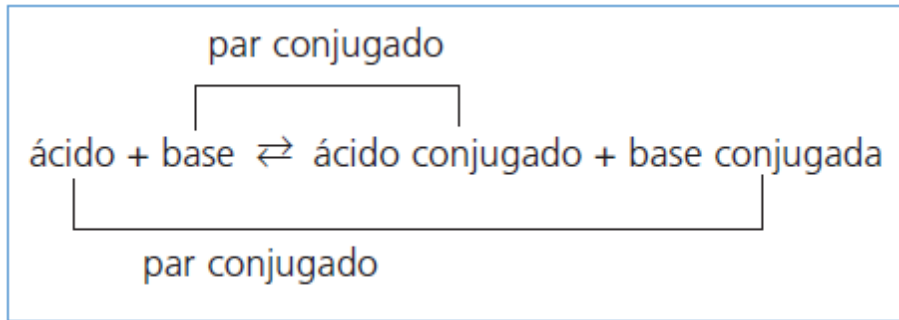 par conjugado
ácido + base ⇄ ácido conjugado + base conjugada
par conjugado